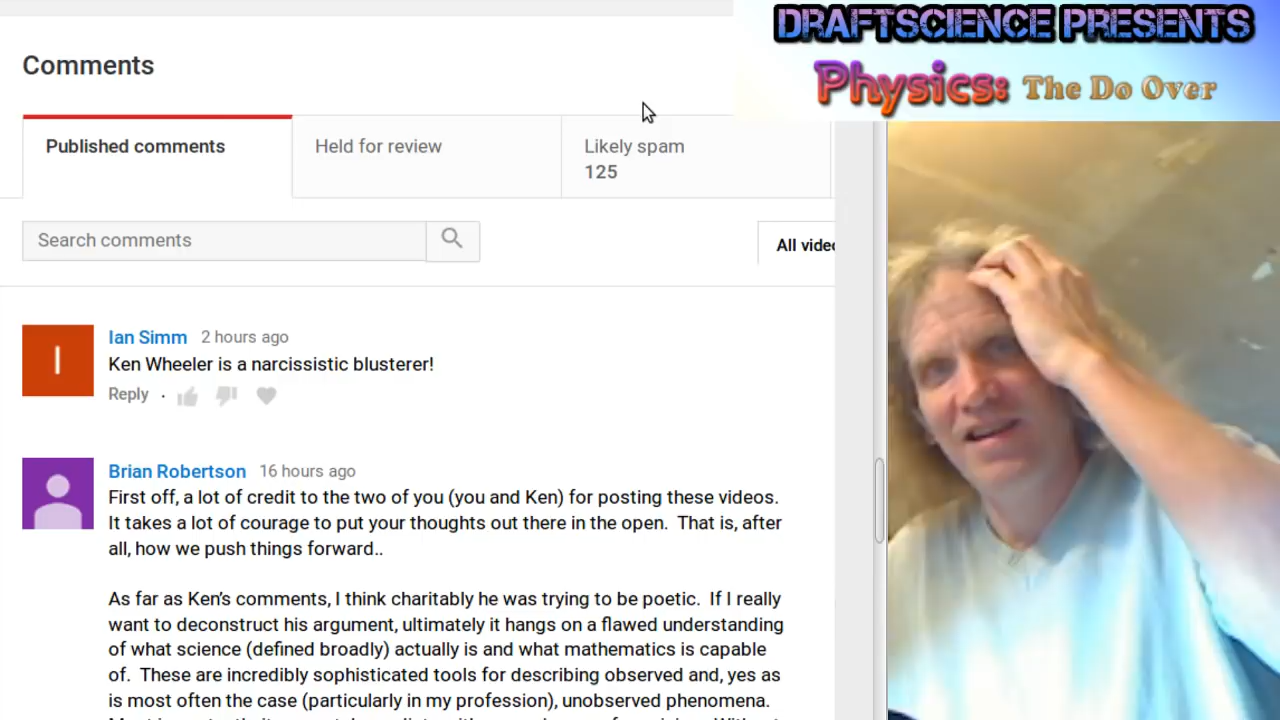 DRAFTSCIENCE PRESENTS
Physics: The Do Over
Comments
Published comments
Held for review
Likely spam
125
Search comments
All video
I
Ian Simm 2 hours ago
Ken Wheeler is a narcissistic blusterer!
Reply
Brian Robertson 16 hours ago
First off, a lot of credit to the two of you (you and Ken) for posting these videos.
It takes a lot of courage to put your thoughts out there in the open. That is, after
all, how we push things forward..
As far as Ken's comments, I think charitably he was trying to be poetic. If I really
want to deconstruct his argument, ultimately it hangs on a flawed understanding
of what science (defined broadly) actually is and what mathematics is capable
of. These are incredibly sophisticated tools for describing observed and, yes as
is most often the case (particularly in my profession), unobserved phenomena.